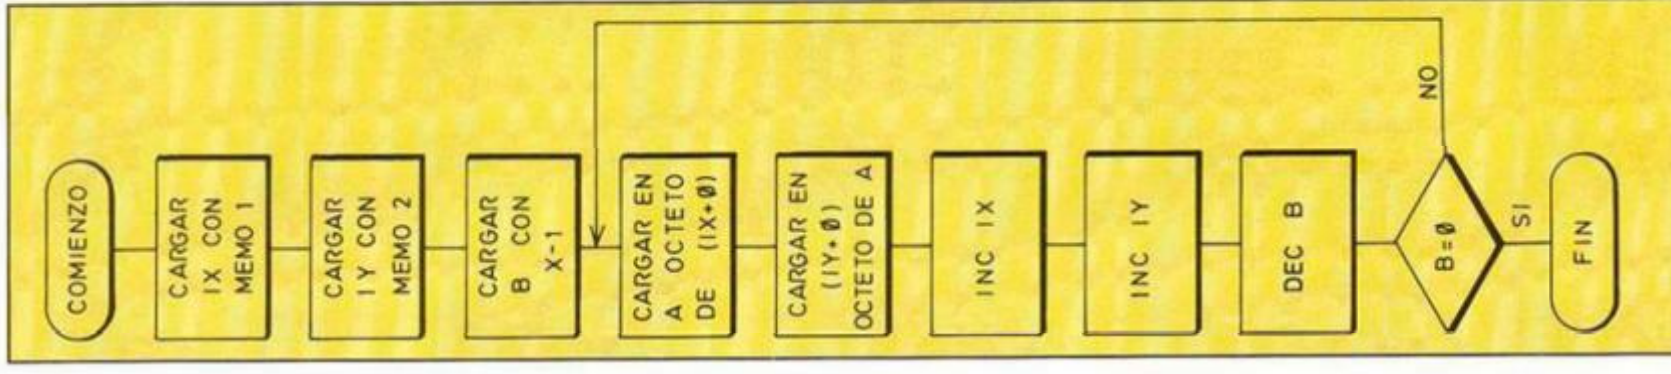 COMIENZO
CARGAR
IX CON
MEMO 1
CARGAR
IY CON
MEMO 2
CARGAR
B CON
X-1
CARGAR EN
A OCTETO
DE (IX+Ø)
CARGAR EN
(IY+Ø)
OCTETO DE A
INC IX
INC IY
DEC B
B=Ø
NO
SI
FIN